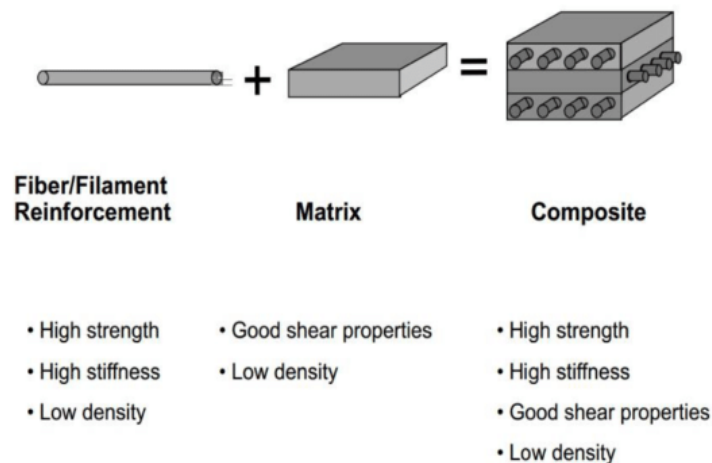 +
=
Fiber/Filament
Reinforcement
Matrix
Composite
• High strength
• High stiffness
• Low density
• Good shear properties
• Low density
• High strength
• High stiffness
• Good shear properties
• Low density